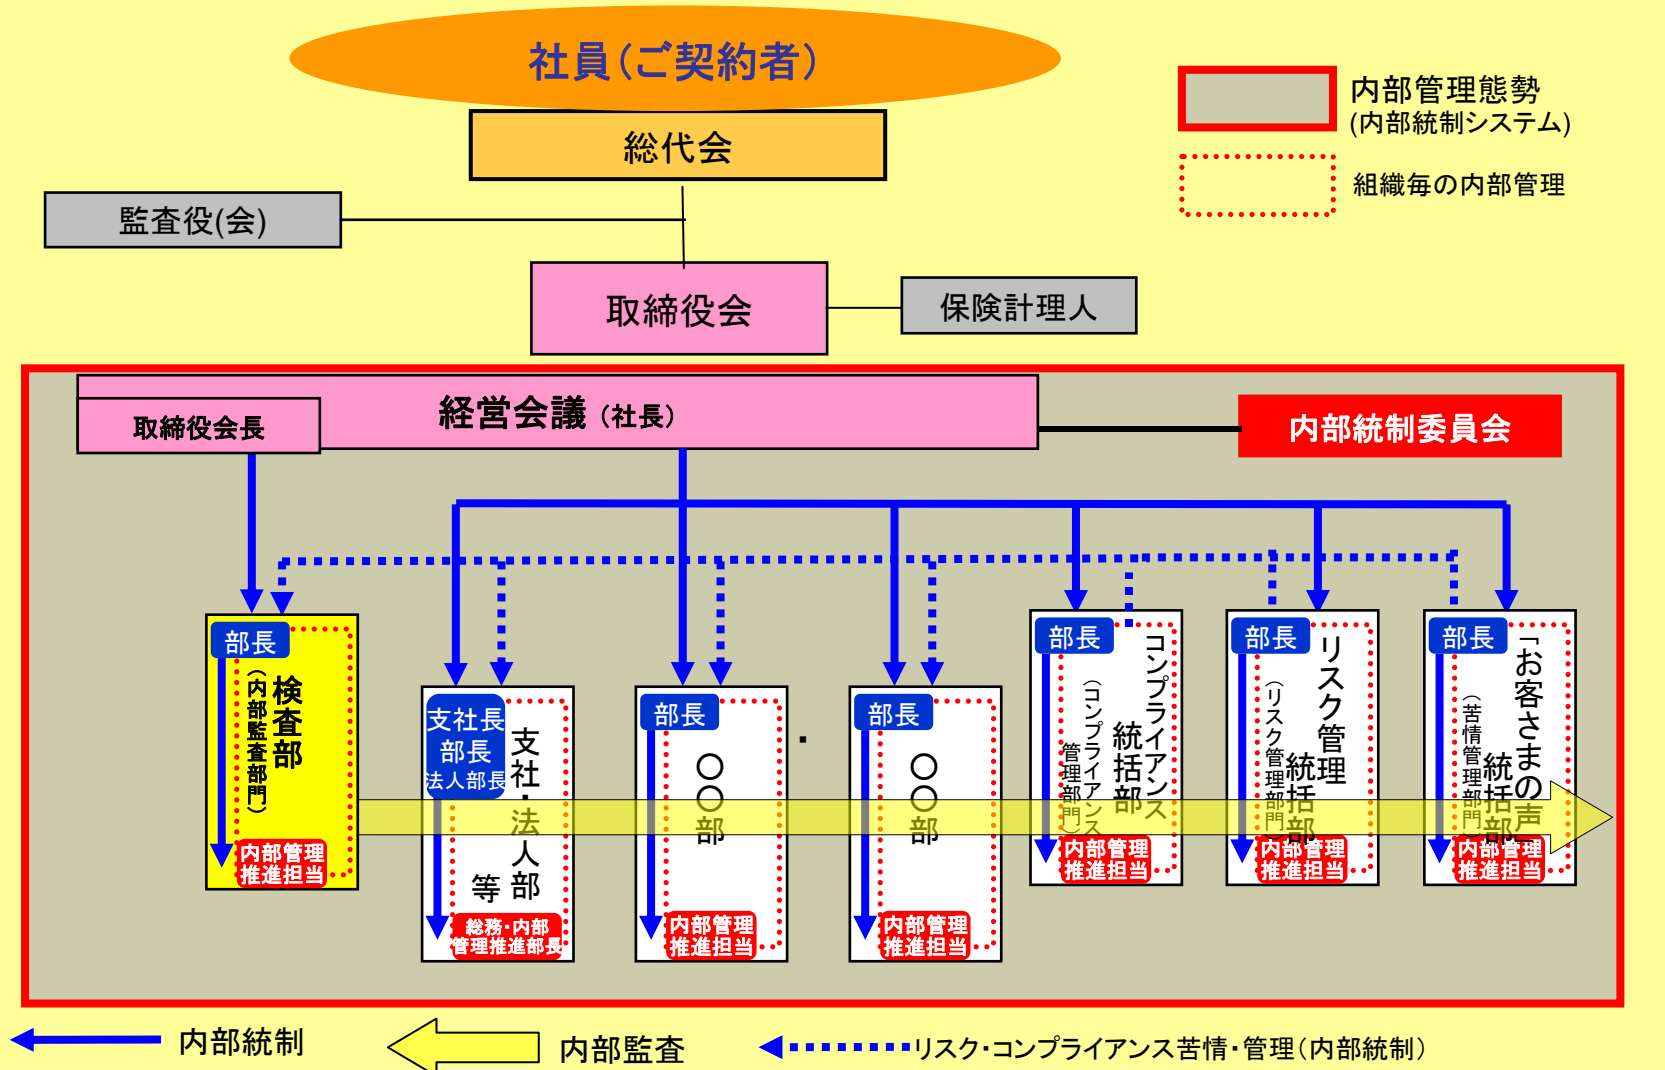 社員(ご契約者)
総代会
内部管理態勢
(内部統制システム)
組織毎の内部管理
監査役(会)
取締役会
保険計理人
経営会議(社長)
取締役会長
内部統制委員会
部長
検査部
(内部監査部門)
内部管理
推進担当
支社長
部長
法人部長
支社・法人部
等
総務・内部
管理推進部長
部長
〇〇部
内部管理
推進担当
・
部長
〇〇部
内部管理
推進担当
部長
コンプライアンス
統括部
(コンプライアンス
管理部門)
内部管理
推進担当
部長
リスク管理
統括部
(リスク管理部門)
内部管理
推進担当
部長
「お客さまの声」
統括部
(苦情管理部門)
内部管理
推進担当
内部統制
内部監査
リスク・コンプライアンス苦情・管理(内部統制)